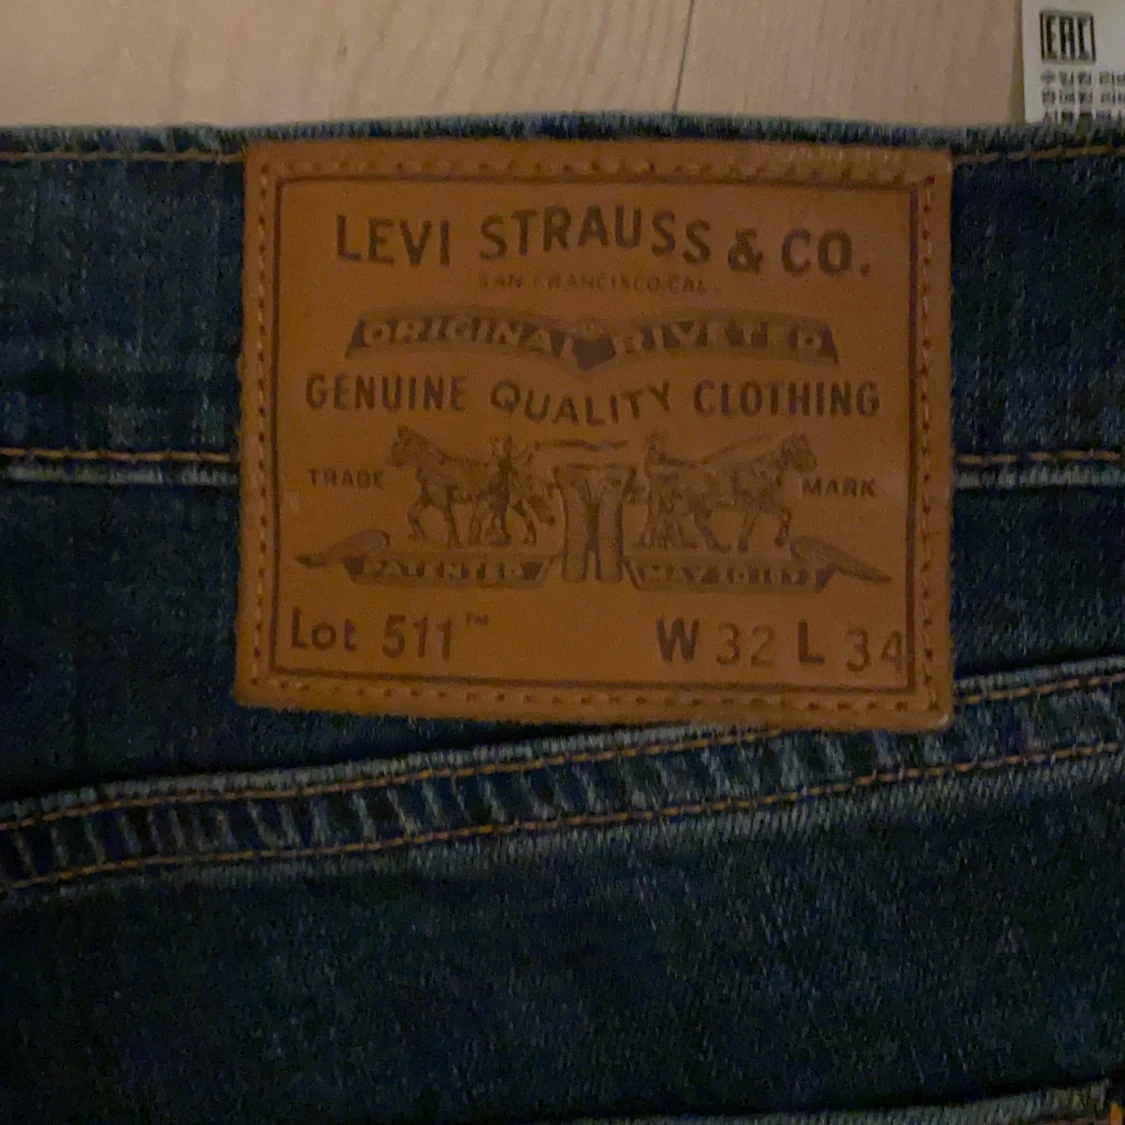 EAC
LEVI STRAUSS & CO.
SAN FRANCISCO, CAL.
ORIGINAL RIVETED
GENUINE QUALITY CLOTHING
TRADE MARK
PATENTED MAY 20 1873
Lot 511™ W 32 L 34